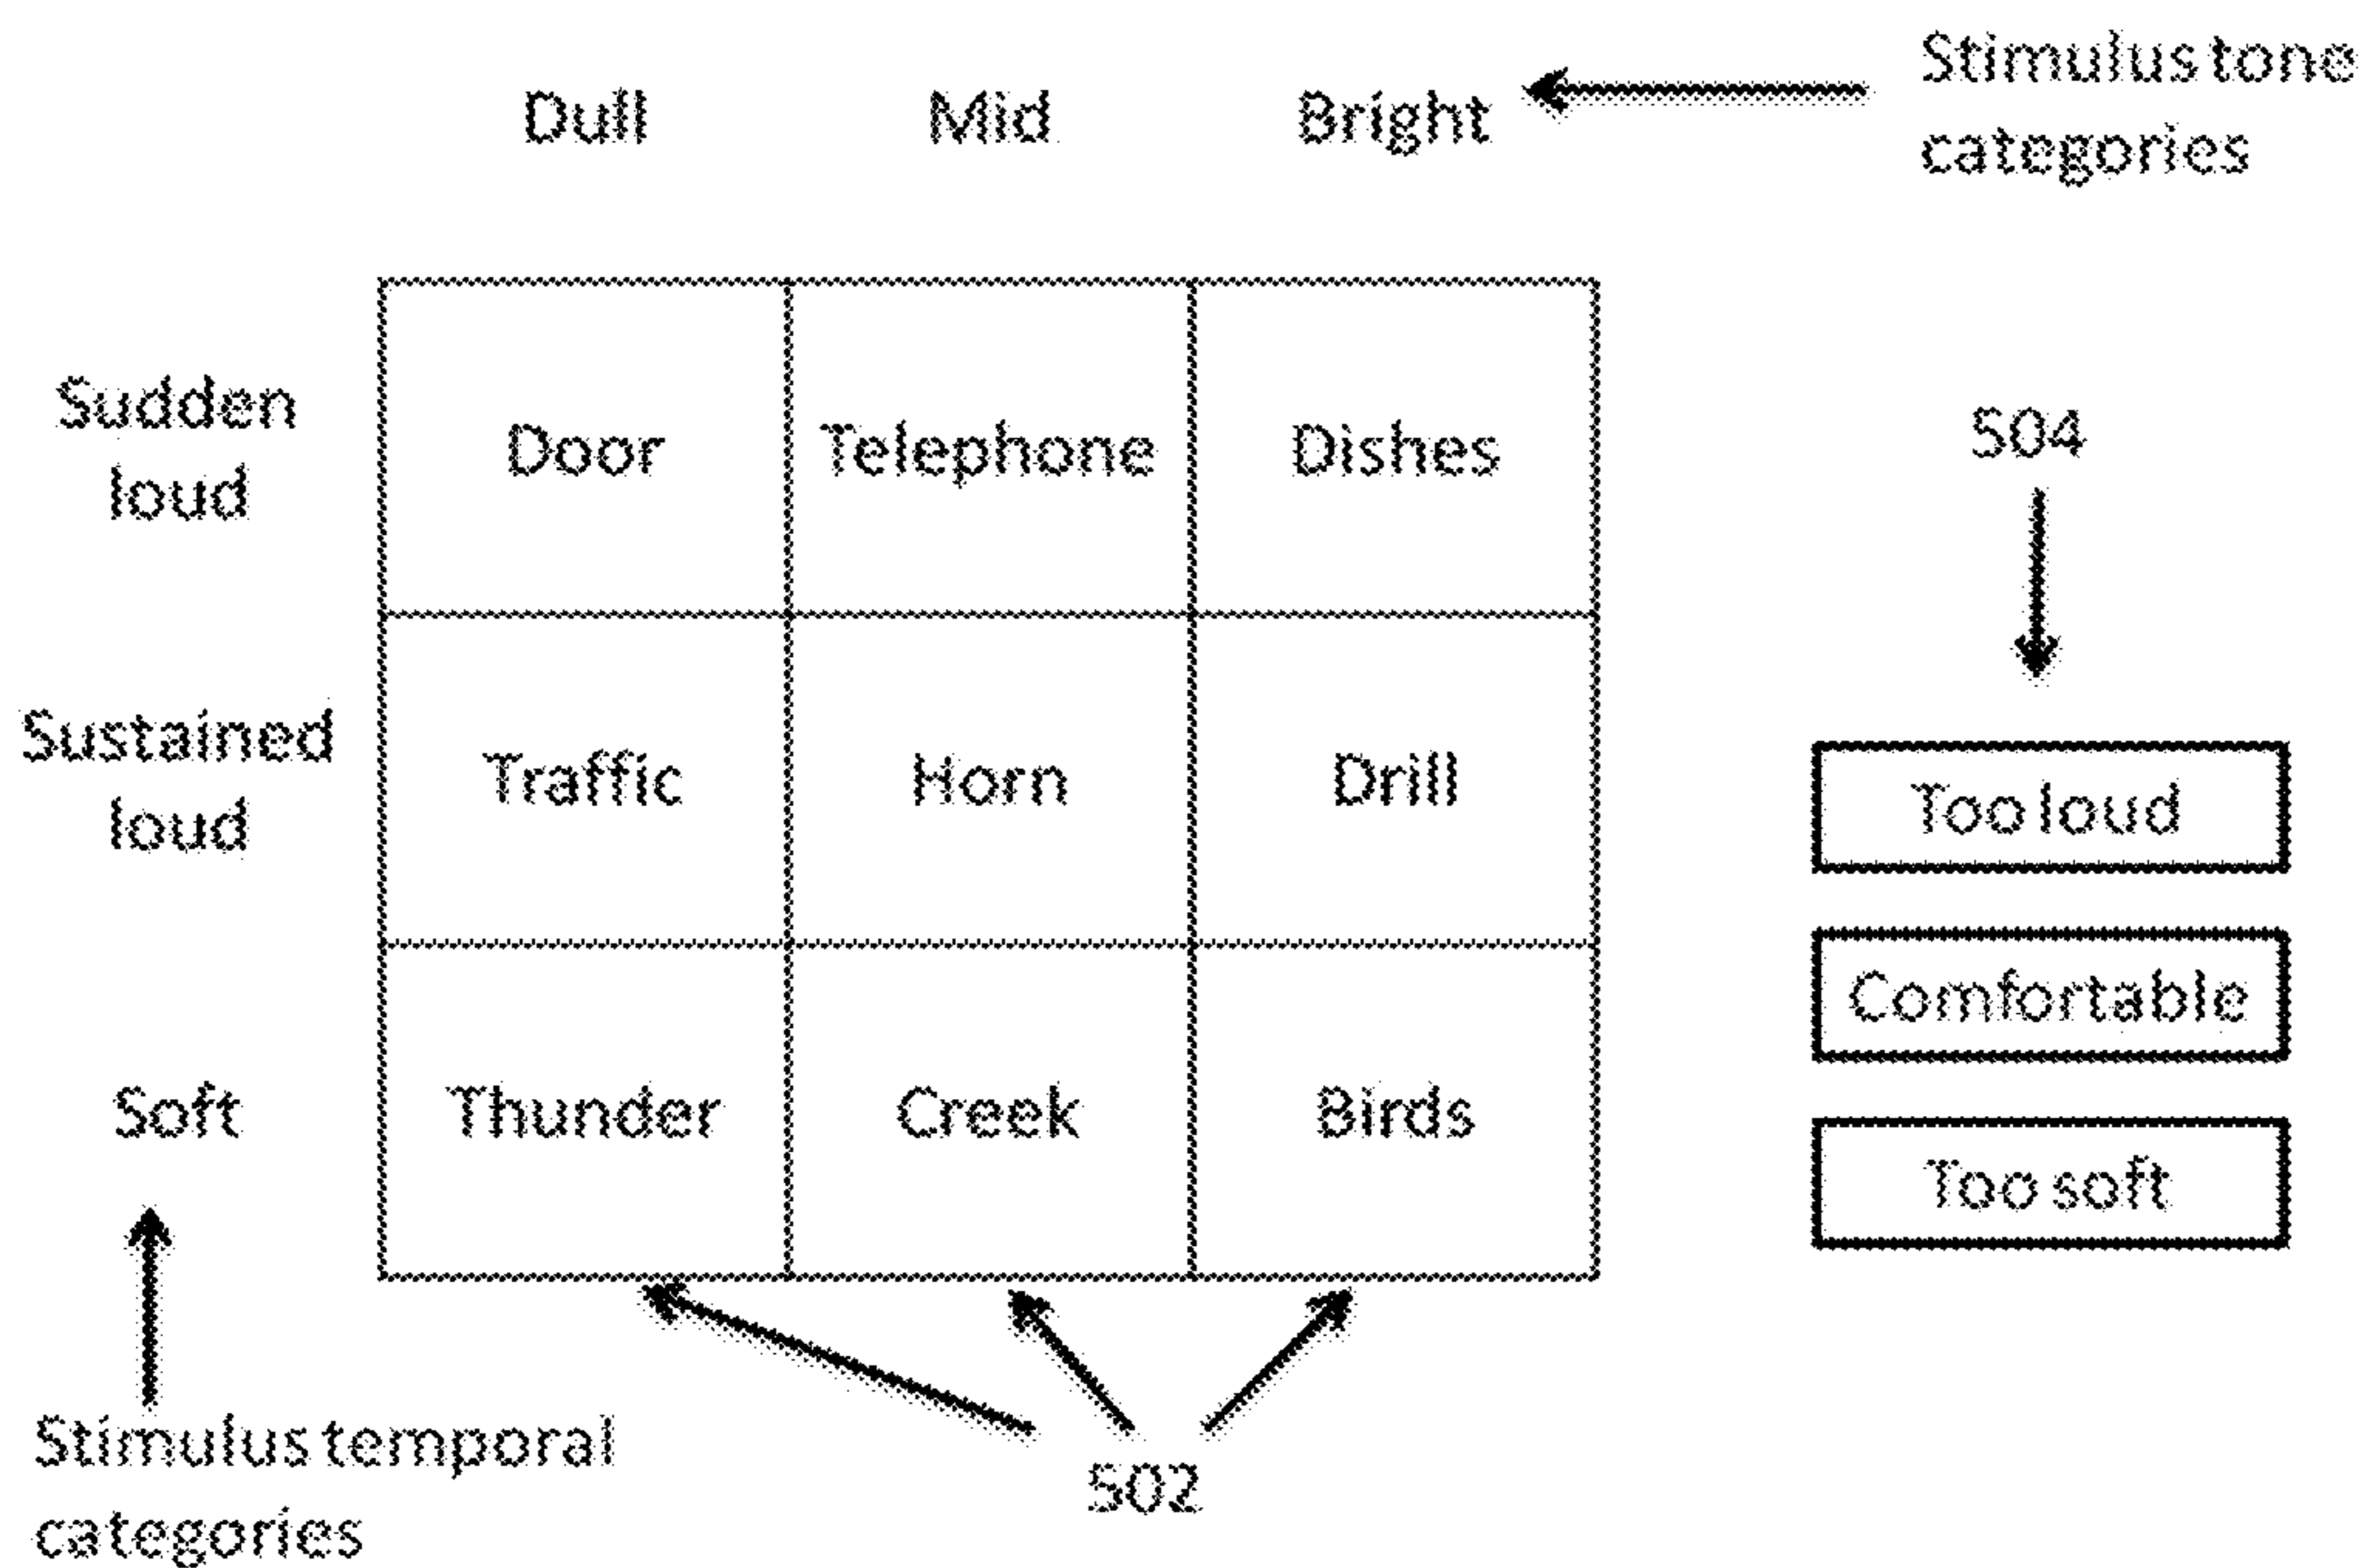 Dull Mid Bright
Stimulus tone
categories
Sudden
loud
Door Telephone Dishes
504
Sustained
loud
Traffic Horn Drill
Too loud
Comfortable
Soft
Thunder Creek Birds
Too soft
Stimulus temporal
categories
502